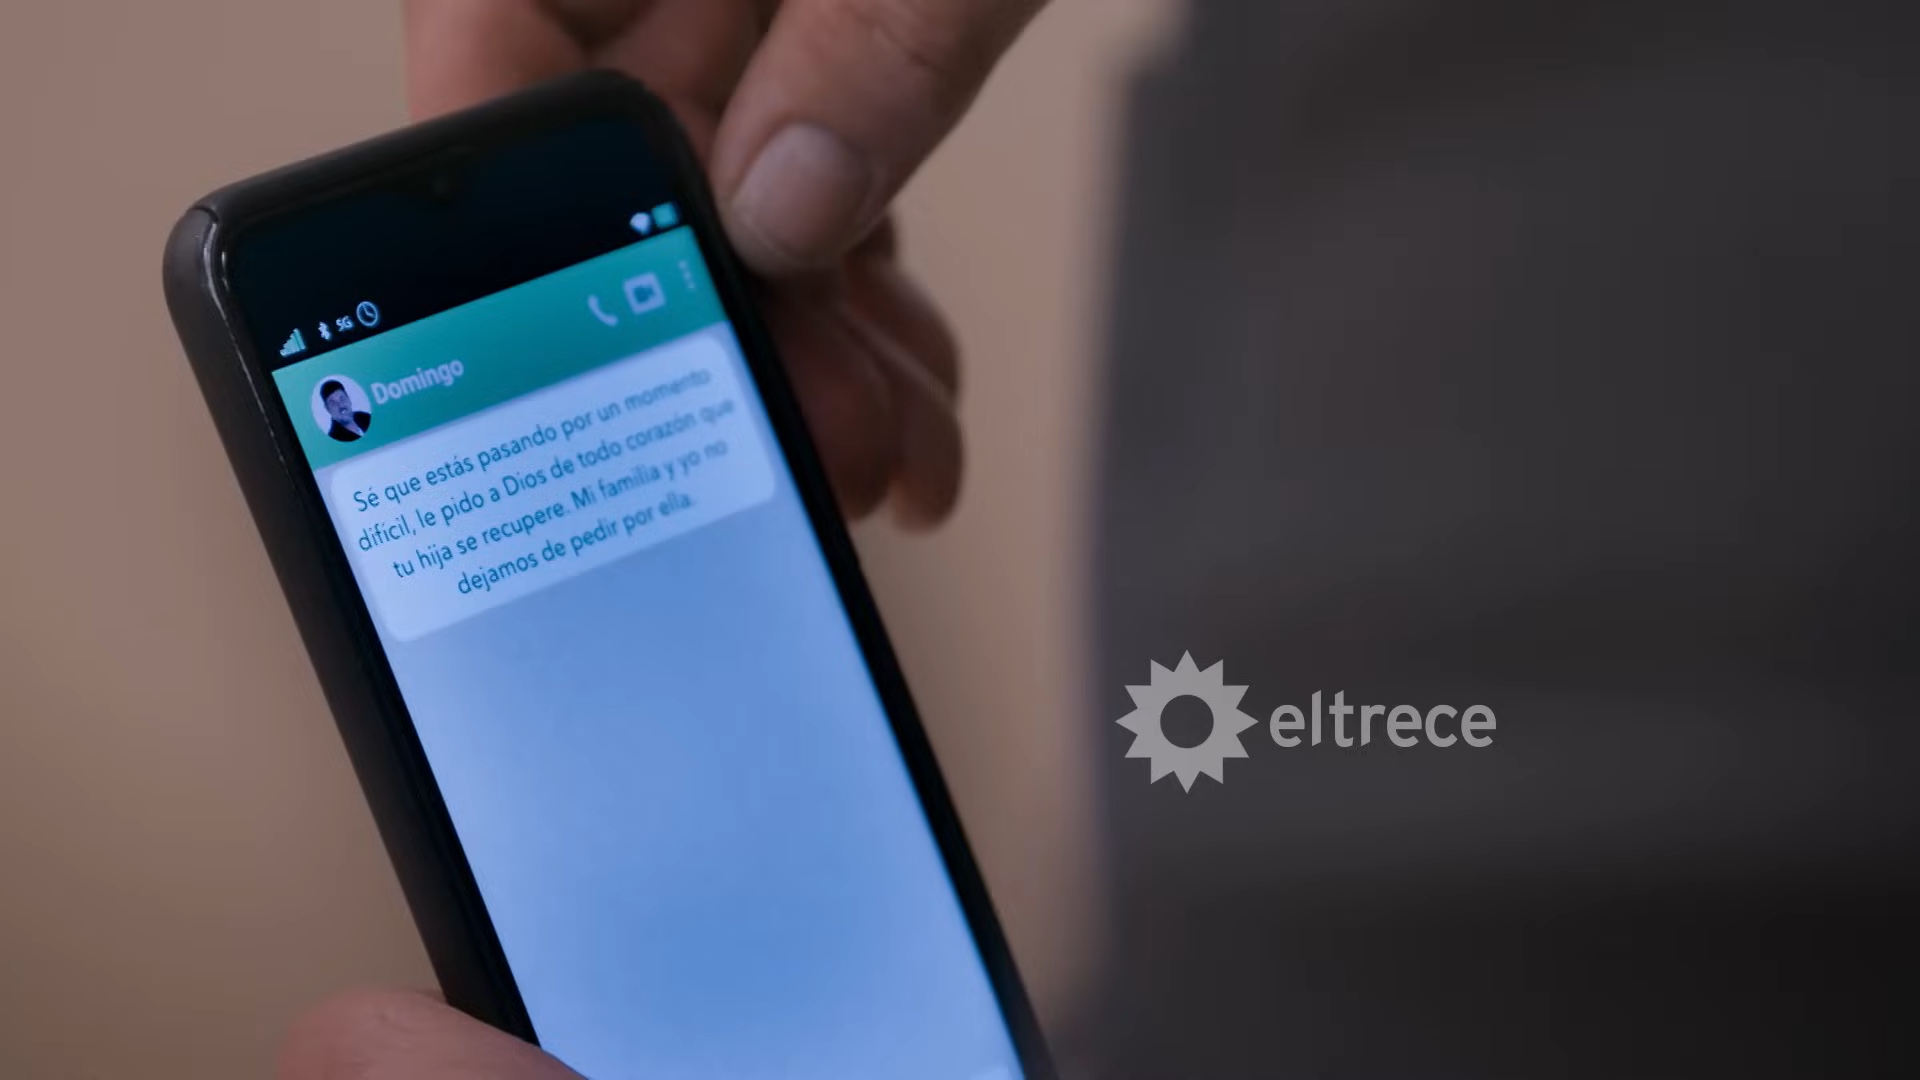 5G
Domingo
Sé que estás pasando por un momento
difícil, le pido a Dios de todo corazón que
tu hija se recupere. Mi familia y yo no
dejamos de pedir por ella.
eltrece